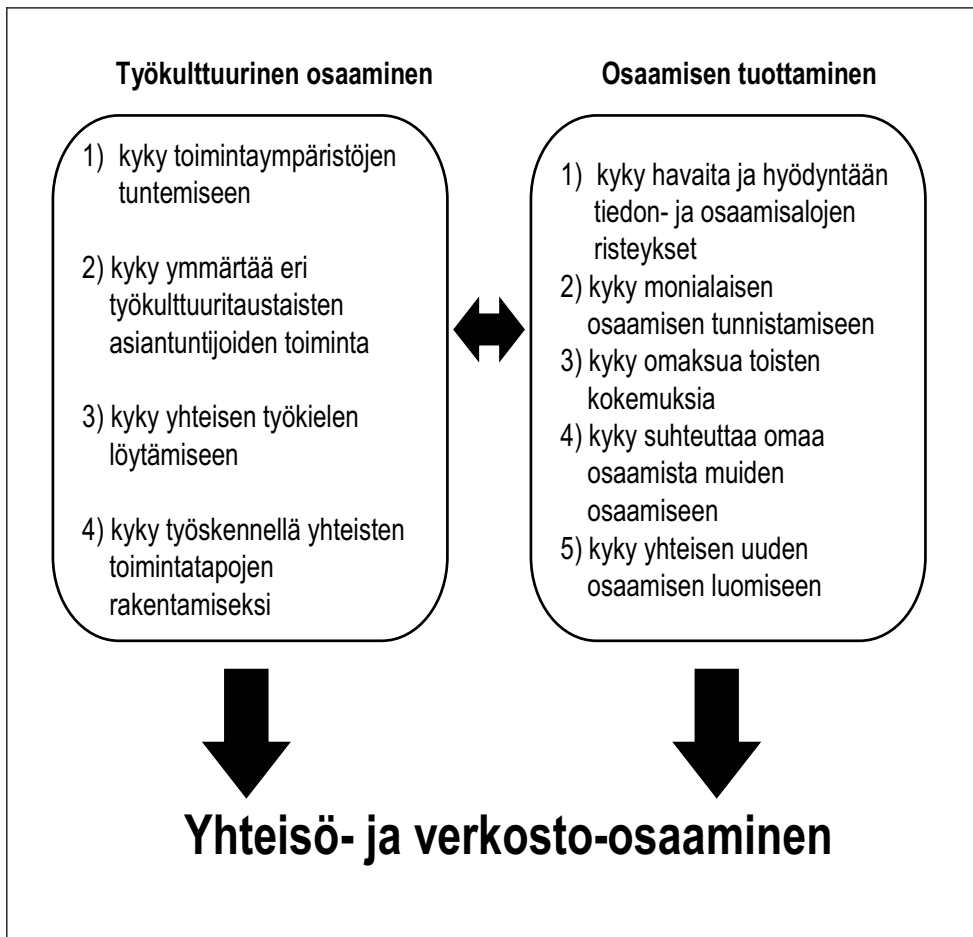 Työkulttuurinen osaaminen
1) kyky toimintaympäristöjen
tuntemiseen
2) kyky ymmärtää eri
työkulttuuritaustaisten
asiantuntijoiden toiminta
3) kyky yhteisen työkielen
löytämiseen
4) kyky työskennellä yhteisten
toimintatapojen
rakentamiseksi
Osaamisen tuottaminen
1) kyky havaita ja hyödyntään
tiedon- ja osaamisalojen
risteykset
2) kyky monialaisen
osaamisen tunnistamiseen
3) kyky omaksua toisten
kokemuksia
4) kyky suhteuttaa omaa
osaamista muiden
osaamiseen
5) kyky yhteisen uuden
osaamisen luomiseen
Yhteisö- ja verkosto-osaaminen